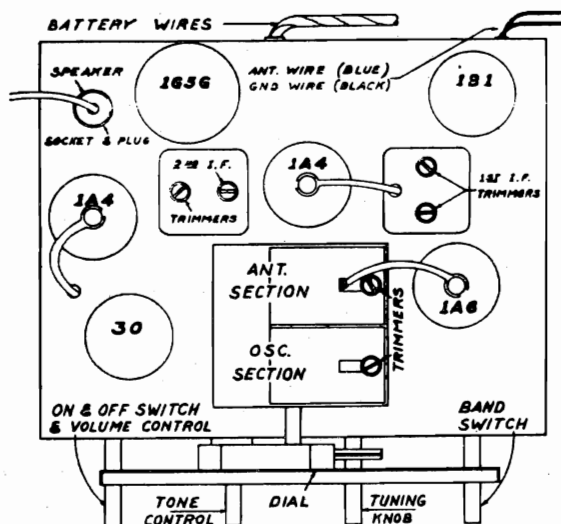 BATTERY WIRES
SPEAKER
SOCKET & PLUG
1G5G
ANT. WIRE (BLUE)
GND WIRE (BLACK)
1B1
2ND I.F.
TRIMMERS
1A4
1ST I.F.
TRIMMERS
1A4
ANT.
SECTION
TRIMMERS
1A6
30
OSC.
SECTION
ON & OFF SWITCH
& VOLUME CONTROL
BAND
SWITCH
TONE
CONTROL
DIAL
TUNING
KNOB